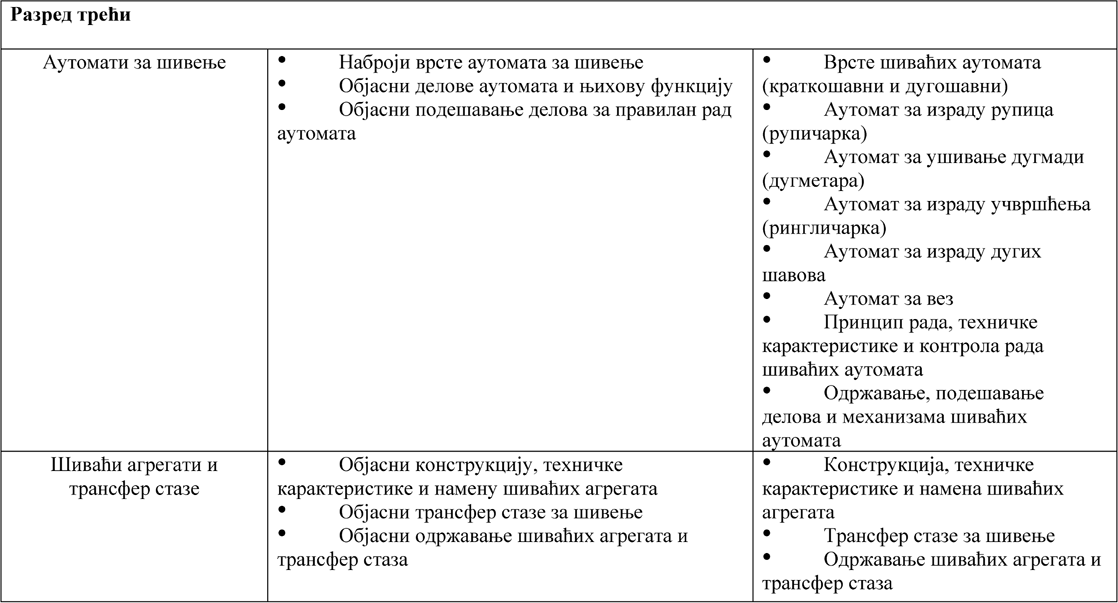 Разред трећи
Аутомати за шивење
• Наброји врсте аутомата за шивење
• Објасни делове аутомата и њихову функцију
• Објасни подешавање делова за правилан рад
аутомата
• Врсте шиваћих аутомата
(краткошавни и дугошавни)
• Аутомат за израду рупица
(рупичарка)
• Аутомат за ушивање дугмади
(дугметара)
• Аутомат за израду учвршћења
(рингличарка)
• Аутомат за израду дугих
шавова
• Аутомат за вез
• Принцип рада, техничке
карактеристике и контрола рада
шиваћих аутомата
• Одржавање, подешавање
делова и механизама шиваћих
аутомата
Шиваћи агрегати и
трансфер стазе
• Објасни конструкцију, техничке
карактеристике и намену шиваћих агрегата
• Објасни трансфер стазе за шивење
• Објасни одржавање шиваћих агрегата и
трансфер стаза
• Конструкција, техничке
карактеристике и намена шиваћих
агрегата
• Трансфер стазе за шивење
• Одржавање шиваћих агрегата и
трансфер стаза